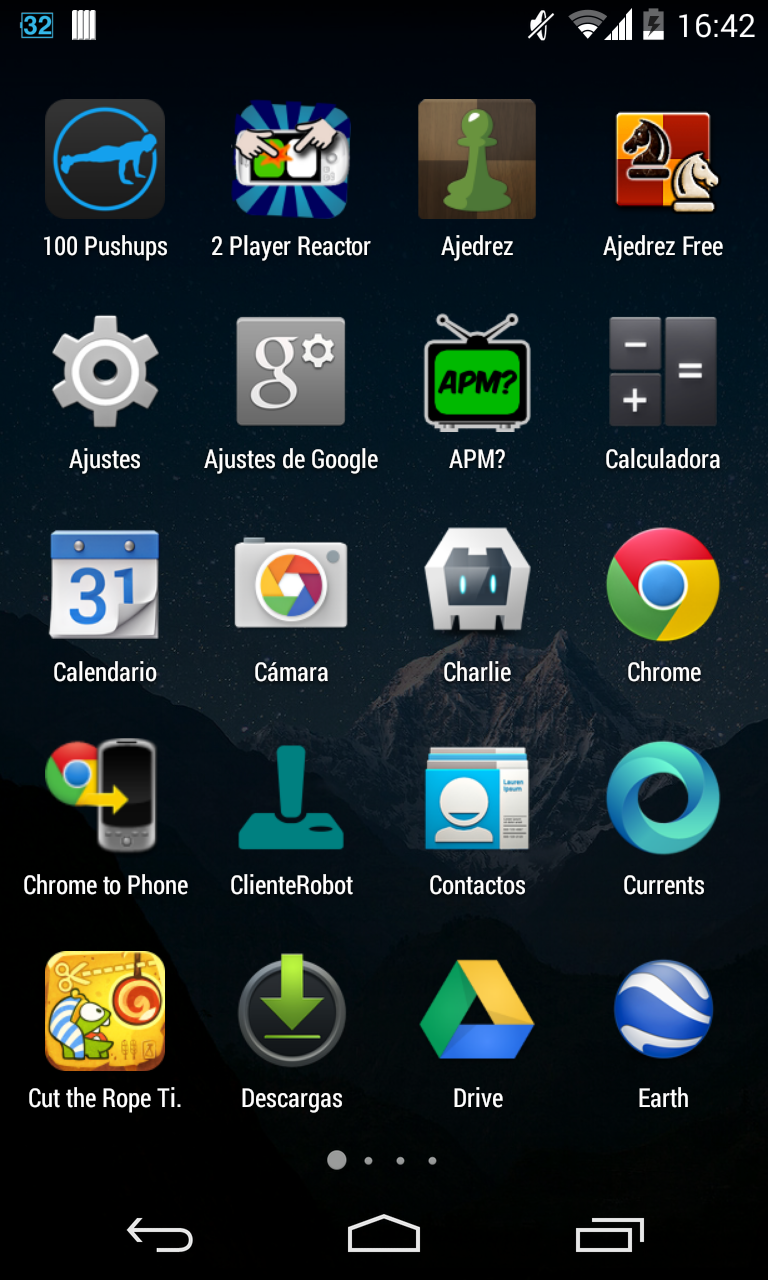 32 16:42
100 Pushups 2 Player Reactor Ajedrez Ajedrez Free
g APM?
Ajustes Ajustes de Google APM? Calculadora
31
Calendario Cámara Charlie Chrome
Lauren
Ipsum
Chrome to Phone ClienteRobot Contactos Currents
Cut the Rope Ti. Descargas Drive Earth